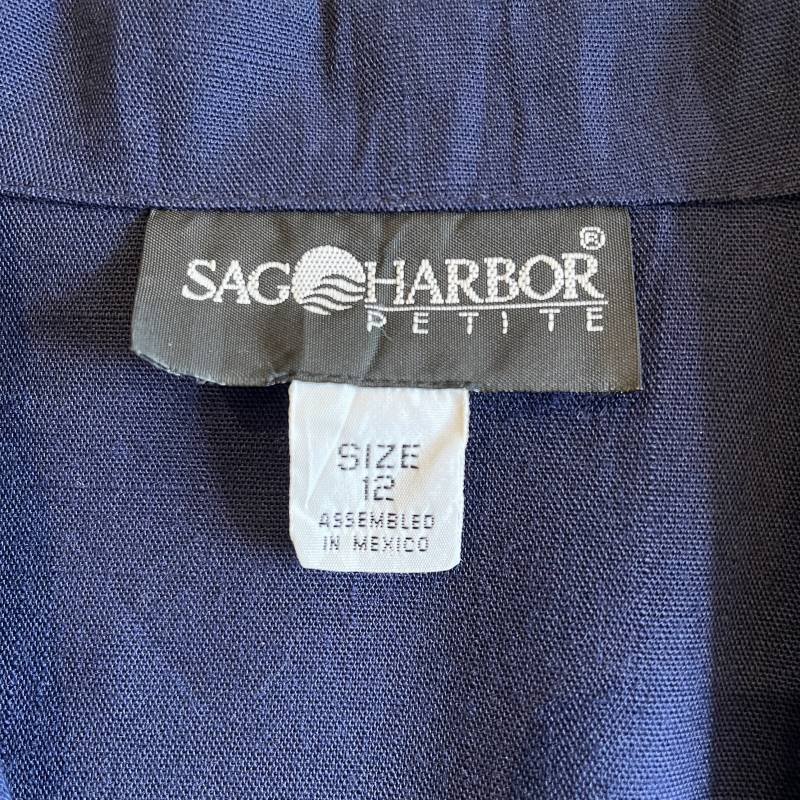 SAG HARBOR ®
PETITE
SIZE
12
ASSEMBLED
IN MEXICO